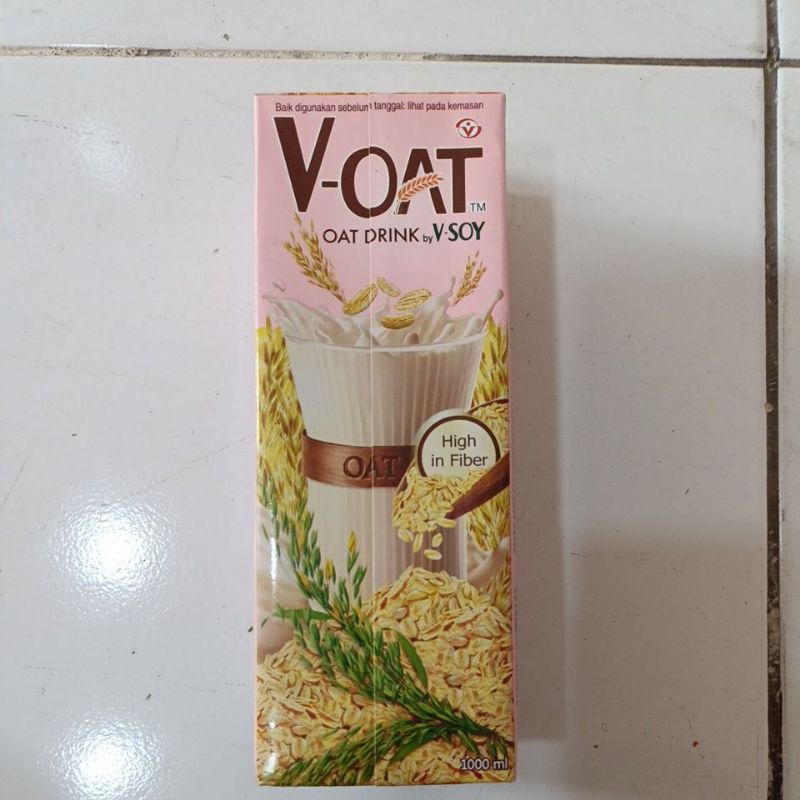 Baik digunakan sebelum tanggal: lihat pada kemasan
V-OAT TM
OAT DRINK by V-SOY
High
in Fiber
OAT
1000 ml